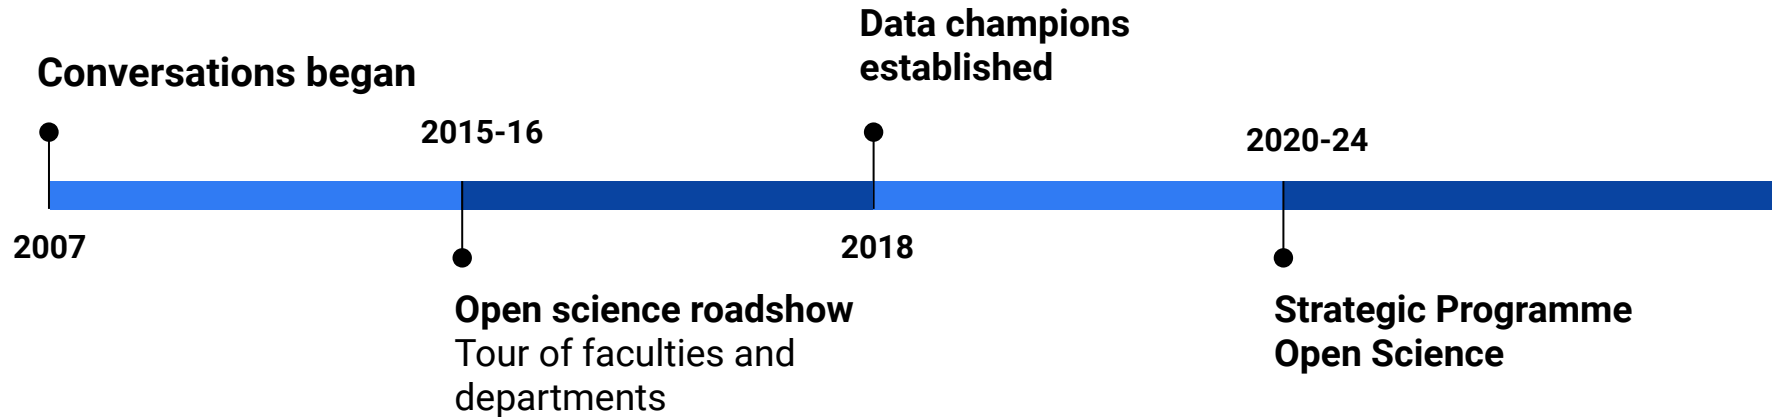 Conversations began
2007
2015-16
Open science roadshow
Tour of faculties and
departments
Data champions
established
2018
2020-24
Strategic Programme
Open Science